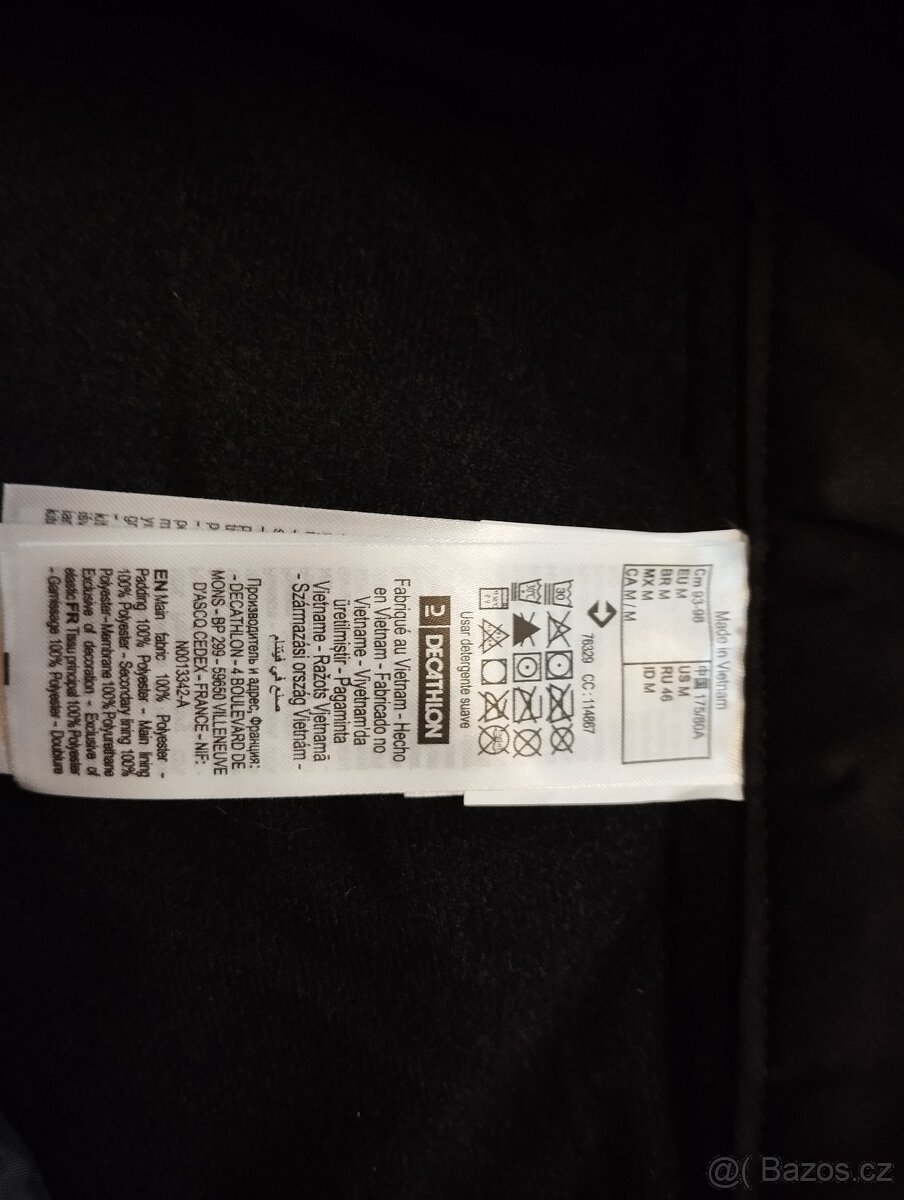 Made in Vietnam
Cm 93-98
中国 175/80A
EU M
US M
BR M
RU 46
MX M
ID M
CA M / M
76329 CC : 114867
Usar detergente suave
DECATHLON
Fabriqué au Vietnam - Hecho
en Vietnam - Fabricado no
Vietname - Vıyetnam'da
üretilmiştir - Pagaminta
Vietname - Ražots Vjetnamā
- Származási ország Vietnám -
صنع في فيتنام
Производитель и адрес, Франция:
- DECATHLON - 4 BOULEVARD DE
MONS - BP 299 - 59650 VILLENEUVE
D'ASCQ CEDEX - FRANCE - NIF:
N0013342-A
EN Main fabric 100% Polyester -
Padding 100% Polyester - Main lining
100% Polyester - Secondary lining 100%
Polyester - Membrane 100% Polyurethane
Exclusive of decoration - Exclusive of
elastic FR Tissu principal 100% Polyester
- Garnissage 100% Polyester - Doublure
@( Bazos.cz